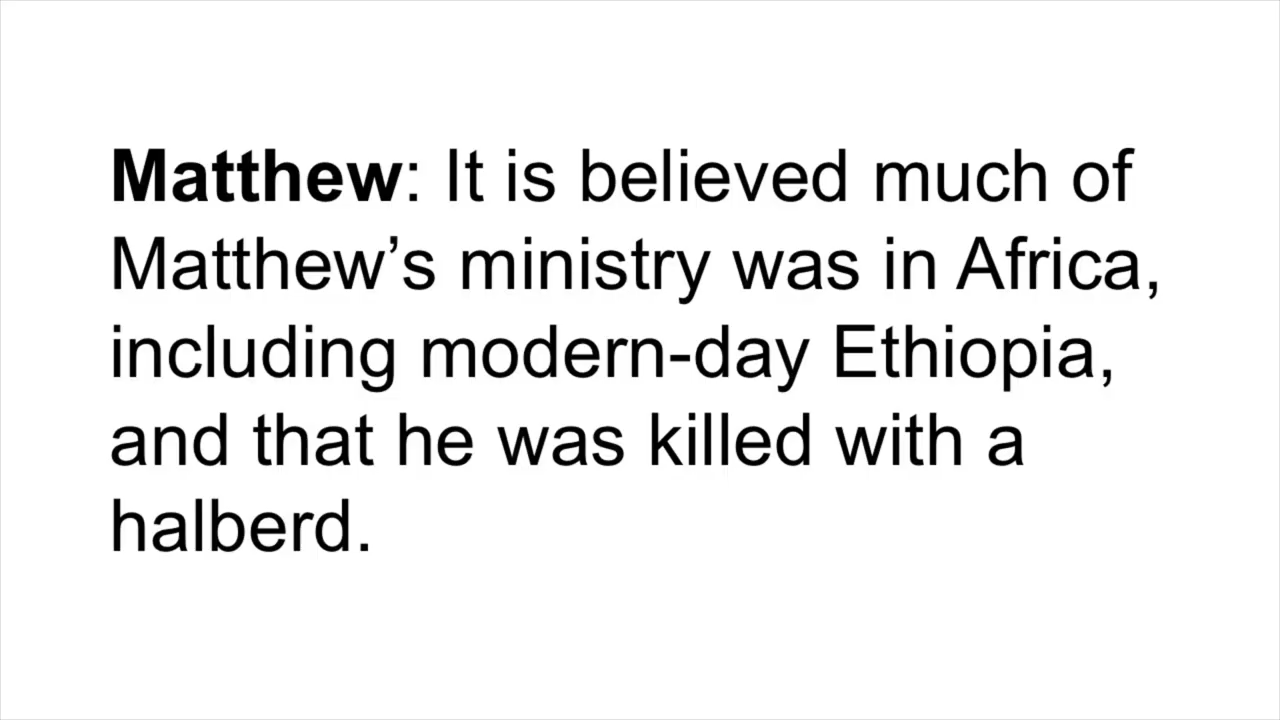 Matthew: It is believed much of
Matthew’s ministry was in Africa,
including modern-day Ethiopia,
and that he was killed with a
halberd.